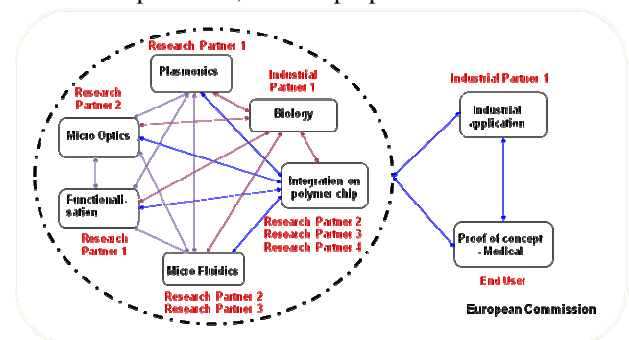 Research Partner 1
Plasmonics
Industrial
Partner 1
Biology
Research
Partner 2
Micro Optics
Integration on
polymer chip
Research Partner 2
Research Partner 3
Research Partner 4
Functionali-
sation
Research
Partner 1
Micro Fluidics
Research Partner 2
Research Partner 3
Industrial Partner 1
Industrial
application
Proof of concept
- Medical
End User
European Commission